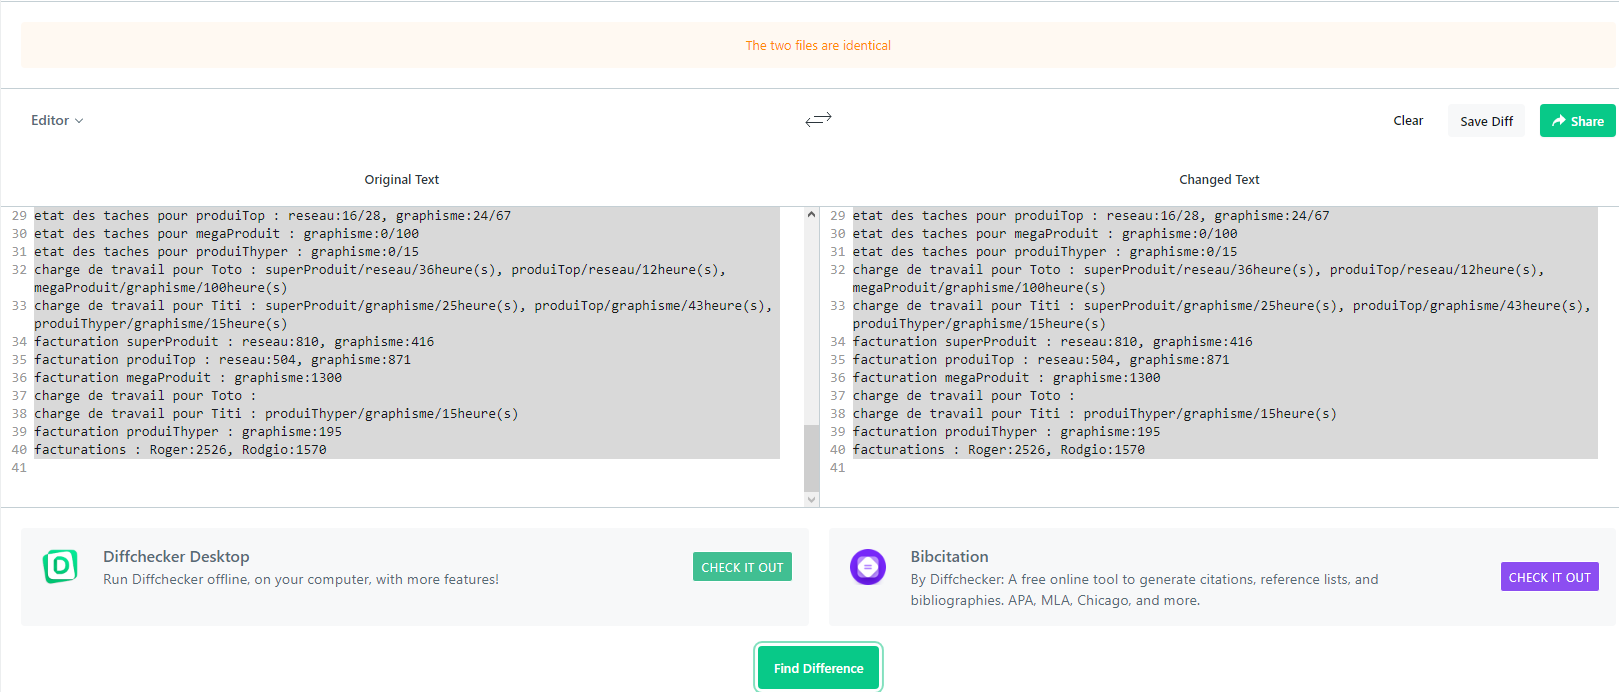 The two files are identical
Editor
Clear
Save Diff
Share
Original Text
Changed Text
29 etat des taches pour produiTop : reseau:16/28, graphisme:24/67
30 etat des taches pour megaProduit : graphisme:0/100
31 etat des taches pour produiThyper : graphisme:0/15
32 charge de travail pour Toto : superProduit/reseau/36heure(s), produiTop/reseau/12heure(s),
megaProduit/graphisme/100heure(s)
33 charge de travail pour Titi : superProduit/graphisme/25heure(s), produiTop/graphisme/43heure(s),
produiThyper/graphisme/15heure(s)
34 facturation superProduit : reseau:810, graphisme:416
35 facturation produiTop : reseau:504, graphisme:871
36 facturation megaProduit : graphisme:1300
37 charge de travail pour Toto :
38 charge de travail pour Titi : produiThyper/graphisme/15heure(s)
39 facturation produiThyper : graphisme:195
40 facturations : Roger:2526, Rodgio:1570
41
29 etat des taches pour produiTop : reseau:16/28, graphisme:24/67
30 etat des taches pour megaProduit : graphisme:0/100
31 etat des taches pour produiThyper : graphisme:0/15
32 charge de travail pour Toto : superProduit/reseau/36heure(s), produiTop/reseau/12heure(s),
megaProduit/graphisme/100heure(s)
33 charge de travail pour Titi : superProduit/graphisme/25heure(s), produiTop/graphisme/43heure(s),
produiThyper/graphisme/15heure(s)
34 facturation superProduit : reseau:810, graphisme:416
35 facturation produiTop : reseau:504, graphisme:871
36 facturation megaProduit : graphisme:1300
37 charge de travail pour Toto :
38 charge de travail pour Titi : produiThyper/graphisme/15heure(s)
39 facturation produiThyper : graphisme:195
40 facturations : Roger:2526, Rodgio:1570
41
D
Diffchecker Desktop
Run Diffchecker offline, on your computer, with more features!
CHECK IT OUT
Bibcitation
By Diffchecker: A free online tool to generate citations, reference lists, and
bibliographies. APA, MLA, Chicago, and more.
CHECK IT OUT
Find Difference